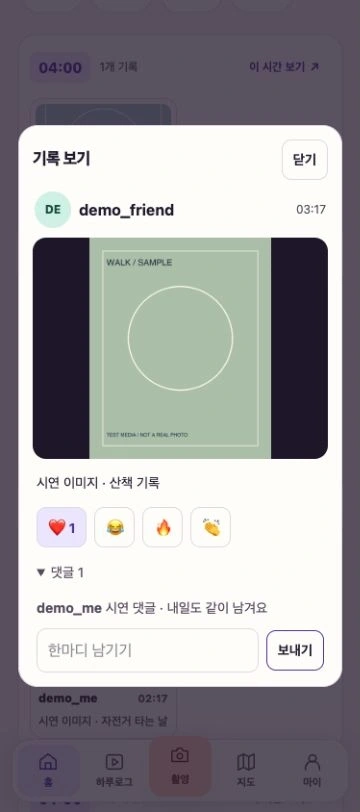 04:00 1개 기록 이 시간 보기 ↗
기록 보기 닫기
DE demo_friend 03:17
WALK / SAMPLE
TEST MEDIA / NOT A REAL PHOTO
시연 이미지 · 산책 기록
❤️ 1 😂 🔥 👏
▼ 댓글 1
demo_me 시연 댓글 · 내일도 같이 남겨요
한마디 남기기 보내기
demo_me 02:17
시연 이미지 · 자전거 타는 날
홈 하루로그 촬영 지도 마이